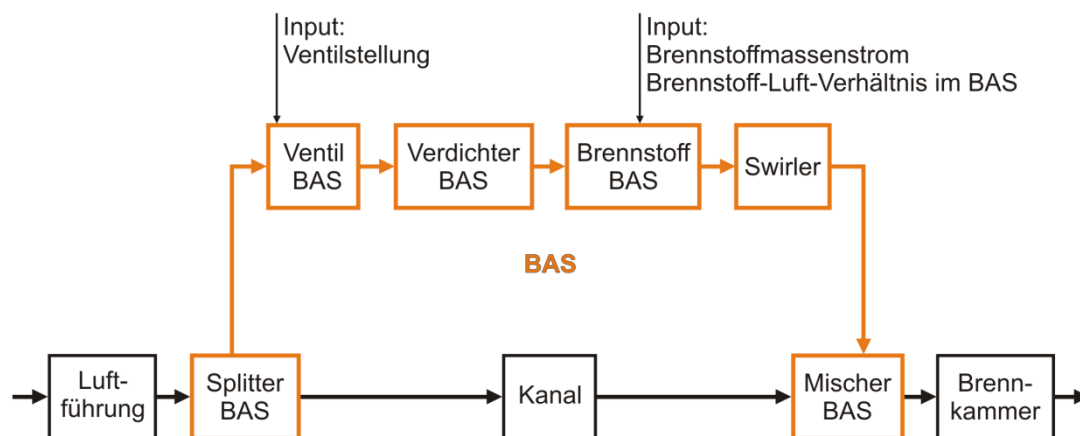 Input:
Ventilstellung
Input:
Brennstoffmassenstrom
Brennstoff-Luft-Verhältnis im BAS
Ventil
BAS
Verdichter
BAS
Brennstoff
BAS
Swirler
BAS
Luft-
führung
Splitter
BAS
Kanal
Mischer
BAS
Brenn-
kammer